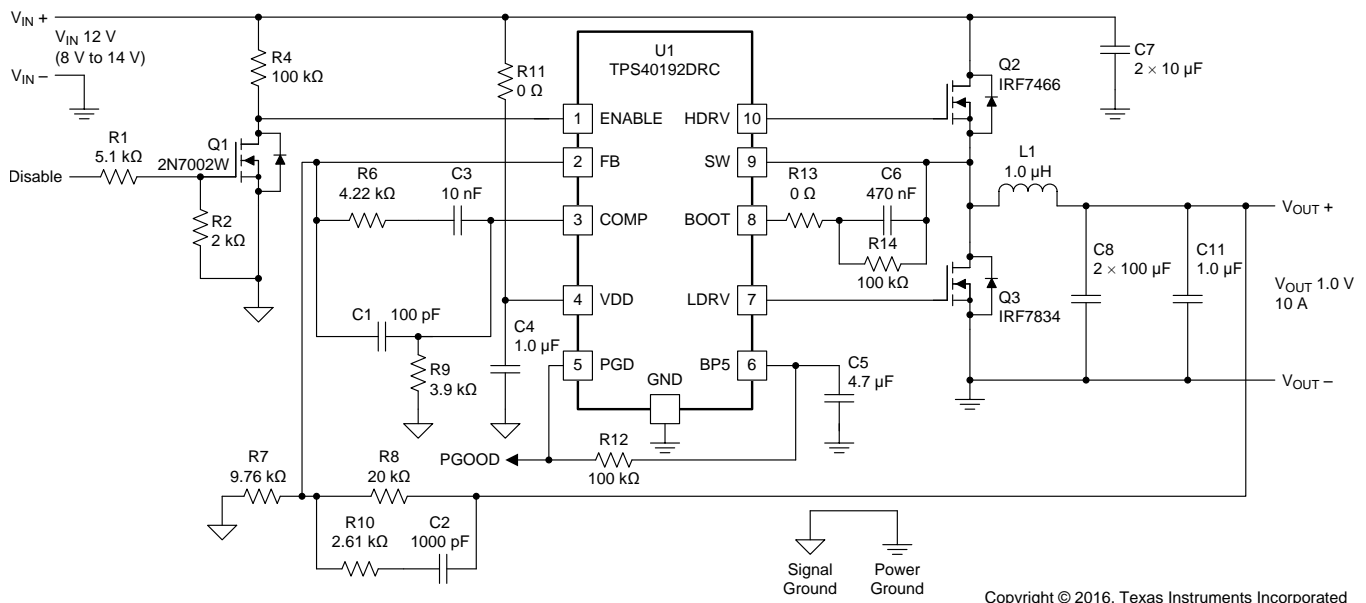 V_IN +
V_IN 12 V
(8 V to 14 V)
V_IN –
R4
100 kΩ
R11
0 Ω
U1
TPS40192DRC
Q2
IRF7466
C7
2 × 10 µF
R1
5.1 kΩ
Q1
2N7002W
Disable
R2
2 kΩ
1 ENABLE
HDRV 10
2 FB
SW 9
3 COMP
BOOT 8
4 VDD
LDRV 7
5 PGD
BP5 6
GND
R6
4.22 kΩ
C3
10 nF
R13
0 Ω
C6
470 nF
R14
100 kΩ
L1
1.0 µH
V_OUT +
C8
2 × 100 µF
C11
1.0 µF
V_OUT 1.0 V
10 A
Q3
IRF7834
C1 100 pF
R9
3.9 kΩ
C4
1.0 µF
C5
4.7 µF
V_OUT –
PGOOD
R12
100 kΩ
R7
9.76 kΩ
R8
20 kΩ
R10
2.61 kΩ
C2
1000 pF
Signal
Ground
Power
Ground
Copyright © 2016, Texas Instruments Incorporated